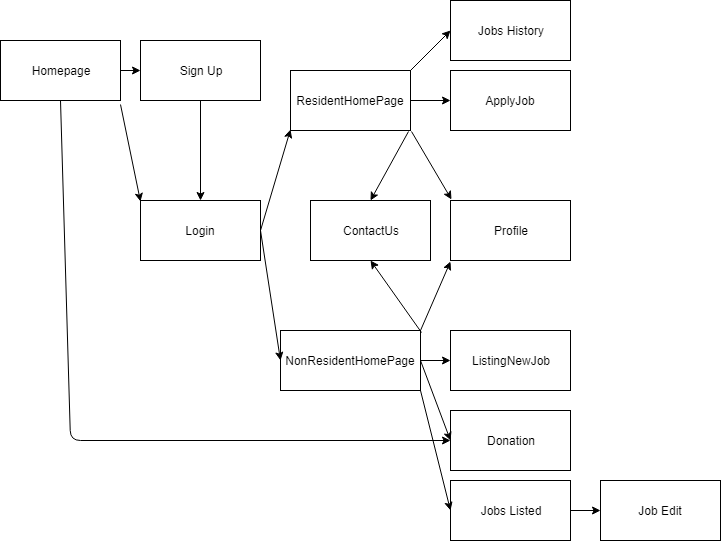 Jobs History
Homepage
Sign Up
ResidentHomePage
ApplyJob
Login
ContactUs
Profile
NonResidentHomePage
ListingNewJob
Donation
Jobs Listed
Job Edit